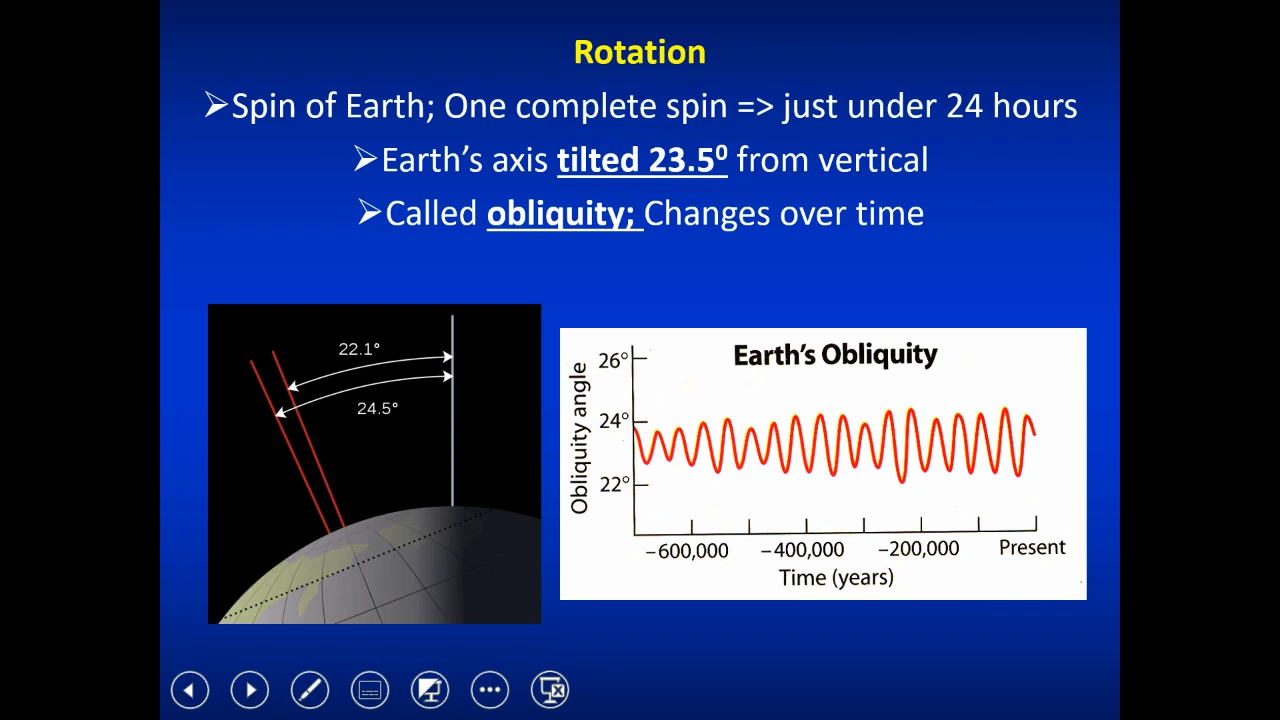 Rotation
➢Spin of Earth; One complete spin => just under 24 hours
➢Earth’s axis tilted 23.5⁰ from vertical
➢Called obliquity; Changes over time
22.1°
24.5°
Earth’s Obliquity
Obliquity angle
26°
24°
22°
−600,000 −400,000 −200,000 Present
Time (years)